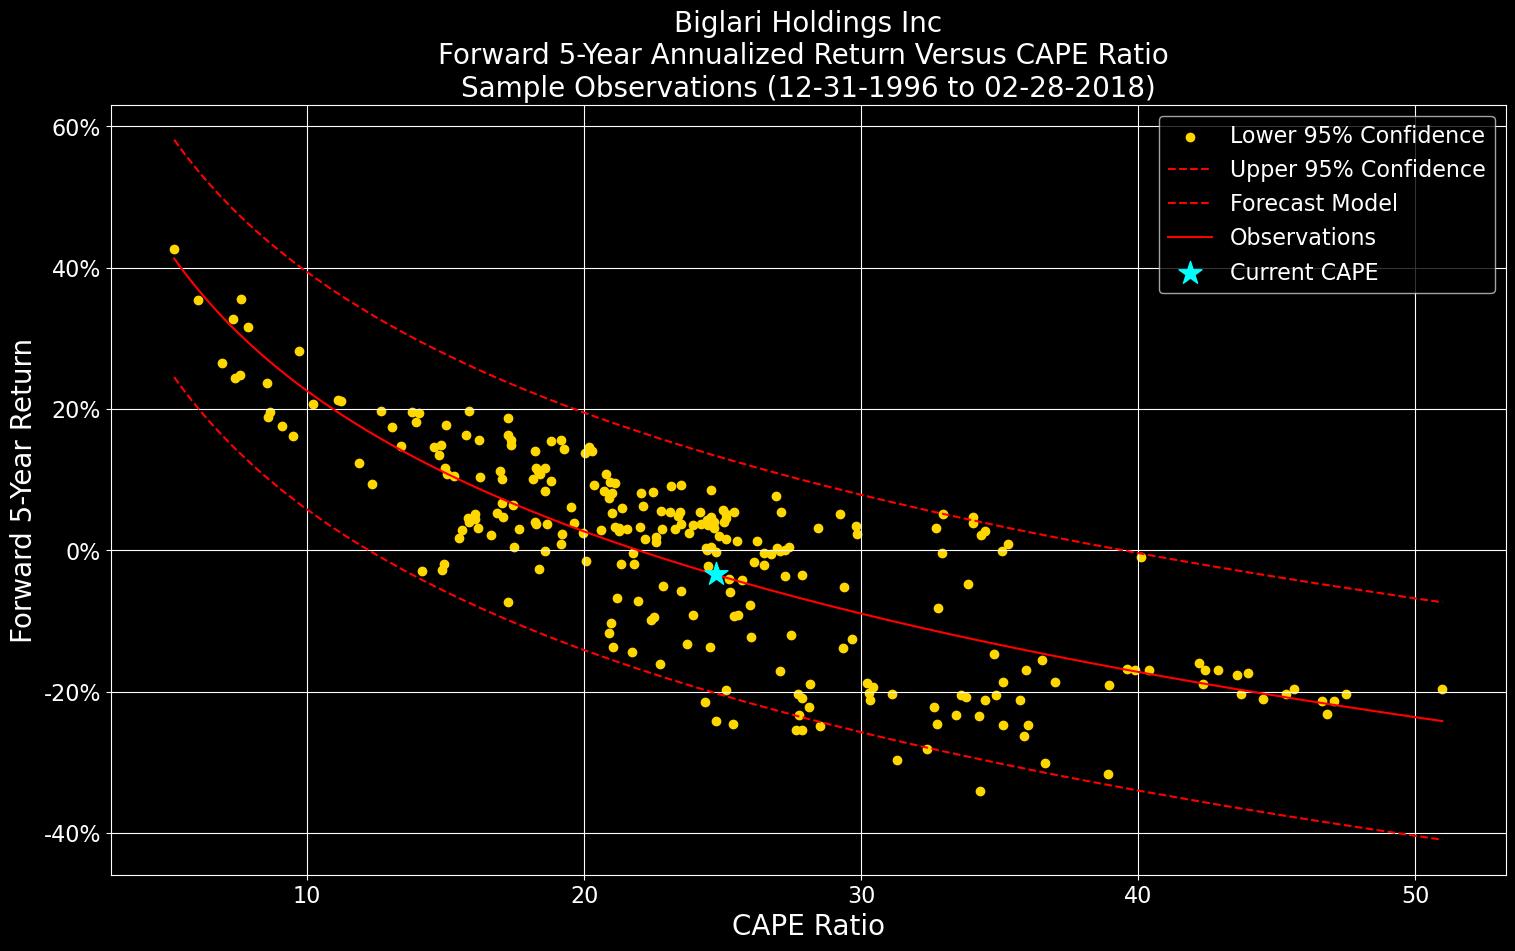 Biglari Holdings Inc
Forward 5-Year Annualized Return Versus CAPE Ratio
Sample Observations (12-31-1996 to 02-28-2018)
Lower 95% Confidence
Upper 95% Confidence
Forecast Model
Observations
Current CAPE
Forward 5-Year Return
60%
40%
20%
0%
-20%
-40%
10 20 30 40 50
CAPE Ratio